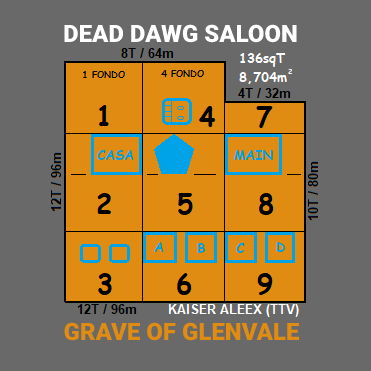 DEAD DAWG SALOON
8T / 64m
136sqT
8,704m²
4T / 32m
1 FONDO
4 FONDO
1
4
7
CASA
MAIN
12T / 96m
10T / 80m
2
5
8
A
B
C
D
3
6
9
12T / 96m
KAISER ALEEX (TTV)
GRAVE OF GLENVALE